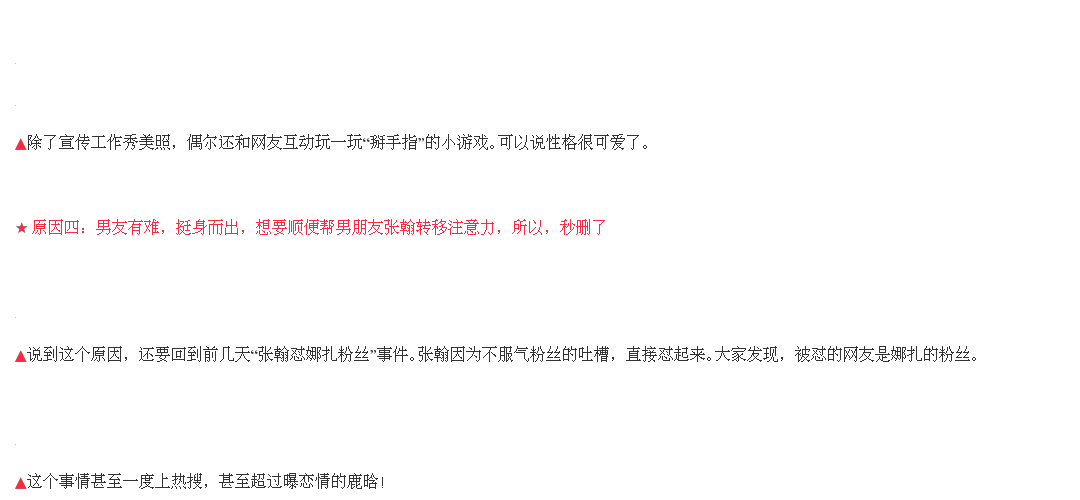 ▲除了宣传工作秀美照，偶尔还和网友互动玩一玩“掰手指”的小游戏。可以说性格很可爱了。
★ 原因四：男友有难，挺身而出，想要顺便帮男朋友张翰转移注意力，所以，秒删了
▲说到这个原因，还要回到前几天“张翰怼娜扎粉丝”事件。张翰因为不服气粉丝的吐槽，直接怼起来。大家发现，被怼的网友是娜扎的粉丝。
▲这个事情甚至一度上热搜，甚至超过曝恋情的鹿晗!